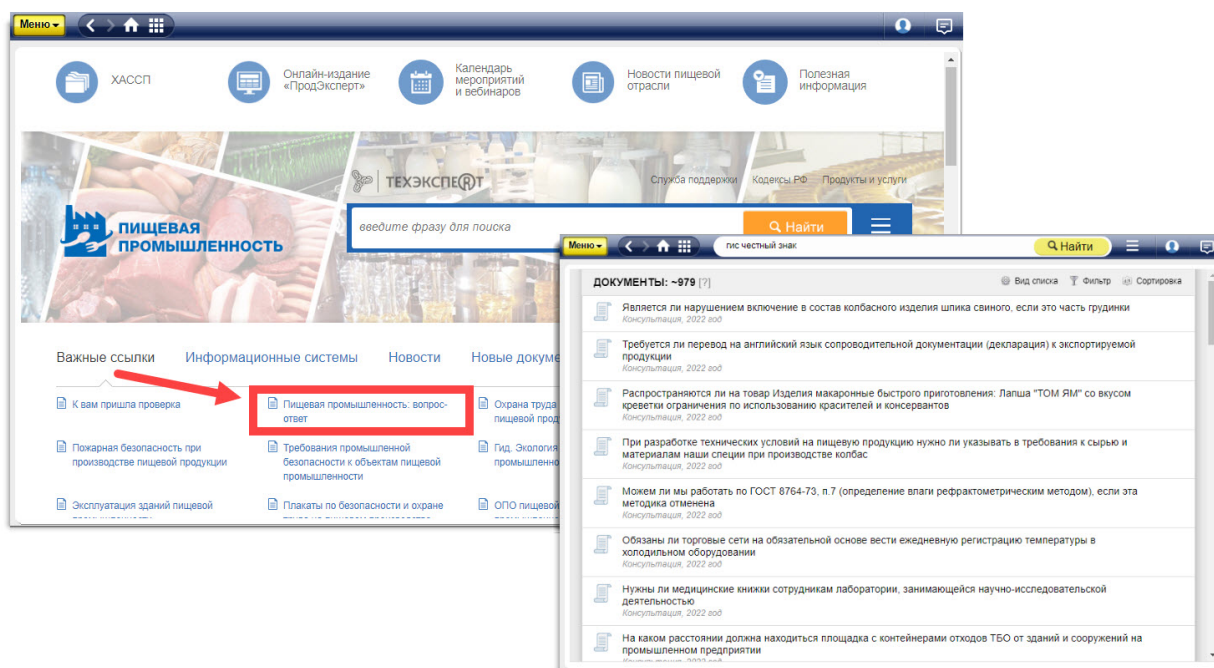 Меню
ХАССП
Онлайн-издание
«ПродЭксперт»
Календарь
мероприятий
и вебинаров
Новости пищевой
отрасли
Полезная
информация
ТЕХЭКСПЕ®Т
Служба поддержки Кодексы РФ Продукты и услуги
ПИЩЕВАЯ
ПРОМЫШЛЕННОСТЬ
введите фразу для поиска
Найти
Важные ссылки Информационные системы Новости Новые докуме
К вам пришла проверка
Пищевая промышленность: вопрос-
ответ
Охрана труда
пищевой прод
Пожарная безопасность при
производстве пищевой продукции
Требования промышленной
безопасности к объектам пищевой
промышленности
Гид. Экология
промышленно
Эксплуатация зданий пищевой
Плакаты по безопасности и охране
ОПО пищевой
Меню
гис честный знак
Найти
ДОКУМЕНТЫ: ~979 [?]
Вид списка Фильтр Сортировка
Является ли нарушением включение в состав колбасного изделия шпика свиного, если это часть грудинки
Консультация, 2022 год
Требуется ли перевод на английский язык сопроводительной документации (декларация) к экспортируемой
продукции
Консультация, 2022 год
Распространяются ли на товар Изделия макаронные быстрого приготовления: Лапша "ТОМ ЯМ" со вкусом
креветки ограничения по использованию красителей и консервантов
Консультация, 2022 год
При разработке технических условий на пищевую продукцию нужно ли указывать в требования к сырью и
материалам наши специи при производстве колбас
Консультация, 2022 год
Можем ли мы работать по ГОСТ 8764-73, п.7 (определение влаги рефрактометрическим методом), если эта
методика отменена
Консультация, 2022 год
Обязаны ли торговые сети на обязательной основе вести ежедневную регистрацию температуры в
холодильном оборудовании
Консультация, 2022 год
Нужны ли медицинские книжки сотрудникам лаборатории, занимающейся научно-исследовательской
деятельностью
Консультация, 2022 год
На каком расстоянии должна находиться площадка с контейнерами отходов ТБО от зданий и сооружений на
промышленном предприятии